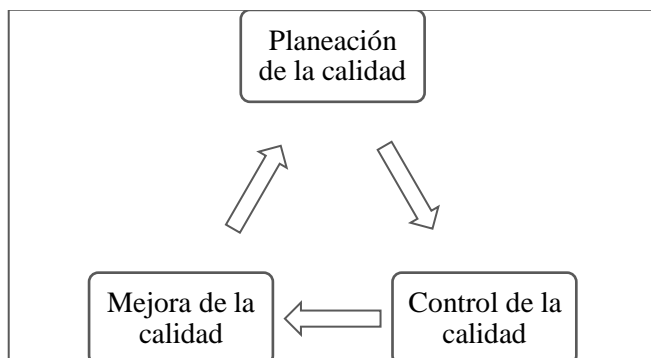 Planeación
de la calidad
Mejora de la
calidad
Control de la
calidad